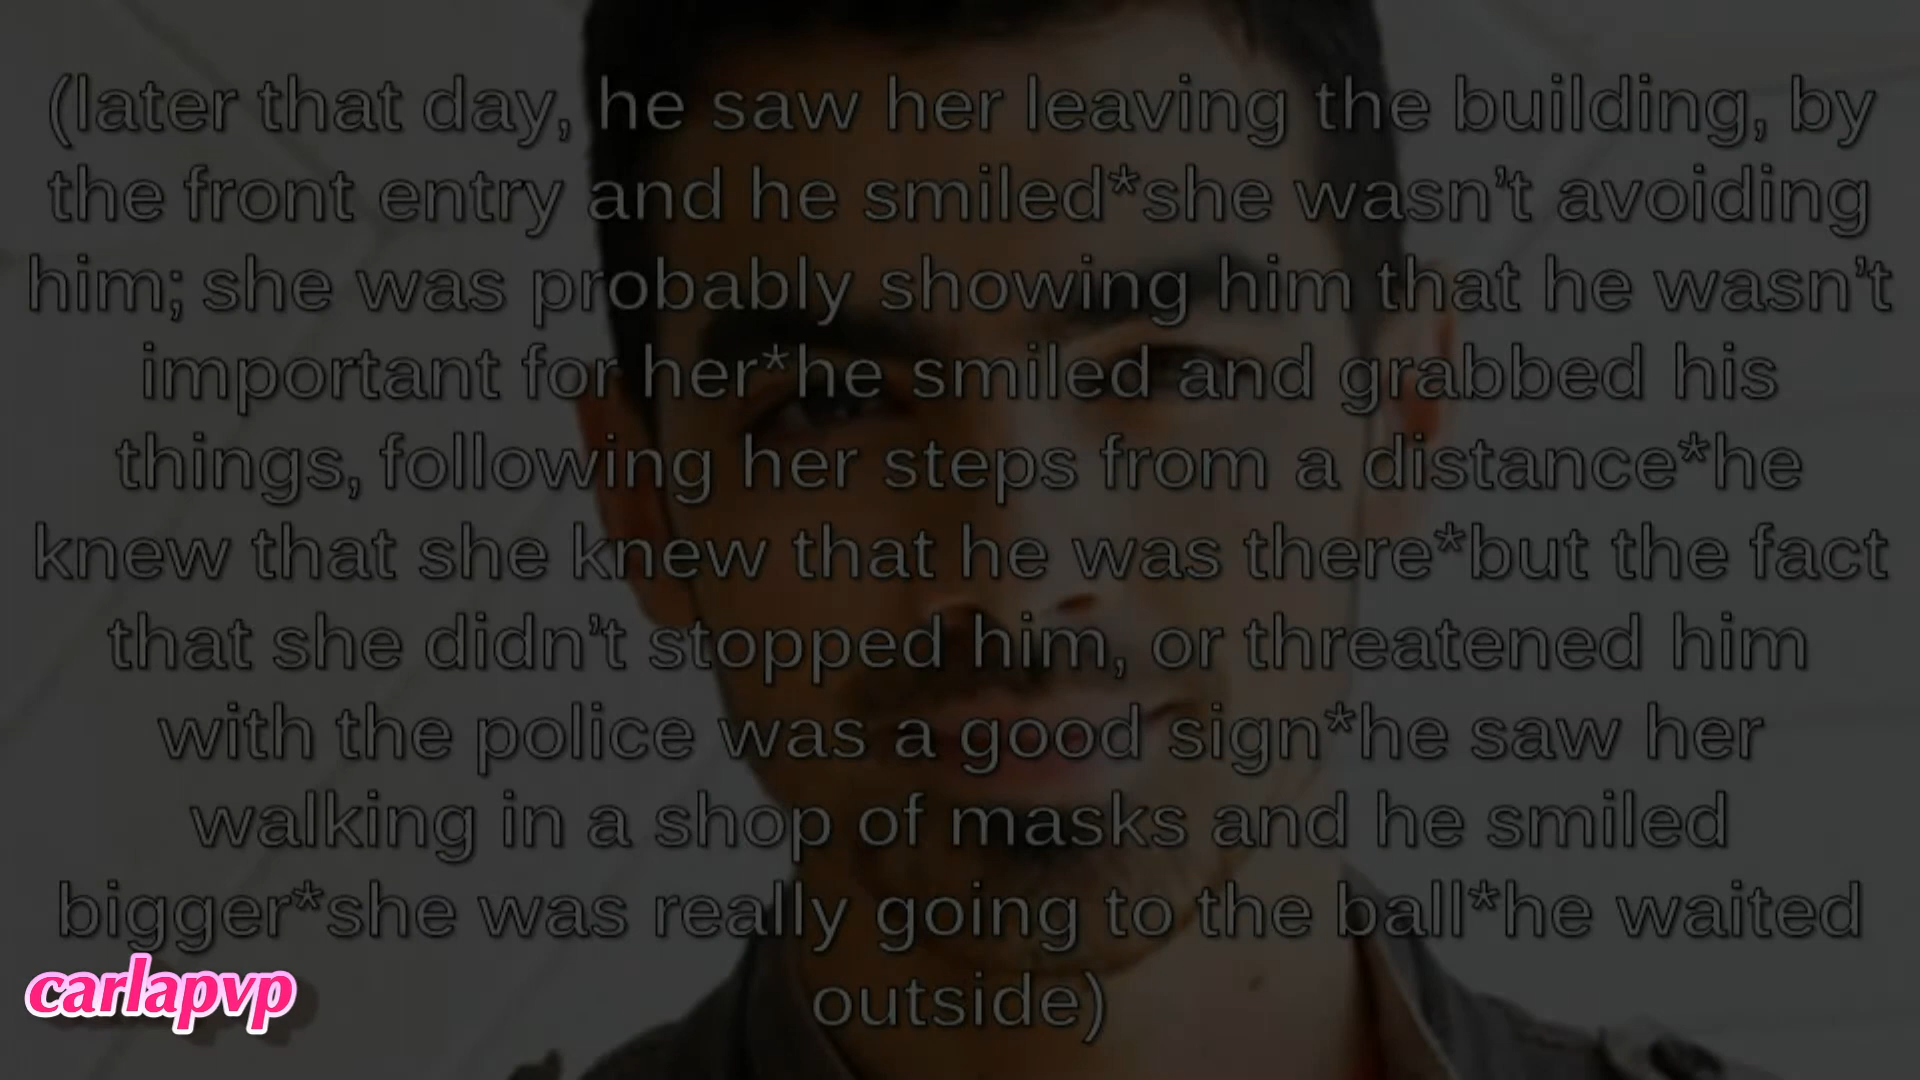 (later that day, he saw her leaving the building, by
the front entry and he smiled*she wasn’t avoiding
him; she was probably showing him that he wasn’t
important for her*he smiled and grabbed his
things, following her steps from a distance*he
knew that she knew that he was there*but the fact
that she didn’t stopped him, or threatened him
with the police was a good sign*he saw her
walking in a shop of masks and he smiled
bigger*she was really going to the ball*he waited
outside)
carlapvp